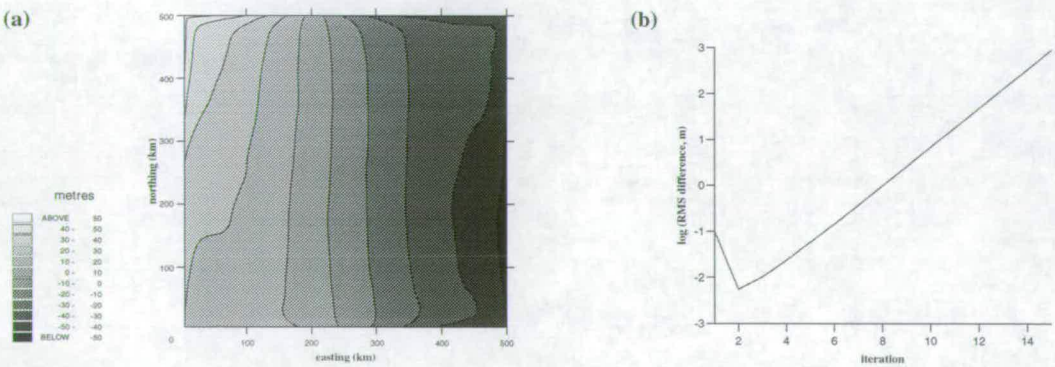 (a)
500
400
300
200
100
0
northing (km)
100 200 300 400 500
easting (km)
metres
ABOVE 50
40 - 50
30 - 40
20 - 30
10 - 20
0 - 10
-10 - 0
-20 - -10
-30 - -20
-40 - -30
-50 - -40
BELOW -50
(b)
3
2
1
0
-1
-2
-3
log (RMS difference, m)
2 4 6 8 10 12 14
iteration